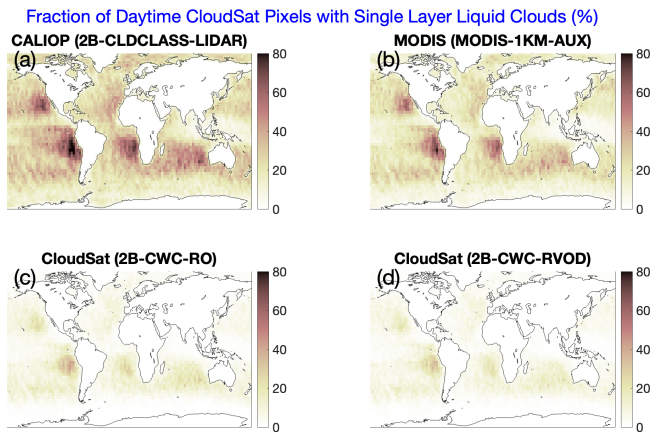 Fraction of Daytime CloudSat Pixels with Single Layer Liquid Clouds (%)
CALIOP (2B-CLDCLASS-LIDAR)
MODIS (MODIS-1KM-AUX)
(a)
80
60
40
20
0
(b)
80
60
40
20
0
CloudSat (2B-CWC-RO)
CloudSat (2B-CWC-RVOD)
(c)
80
60
40
20
0
(d)
80
60
40
20
0